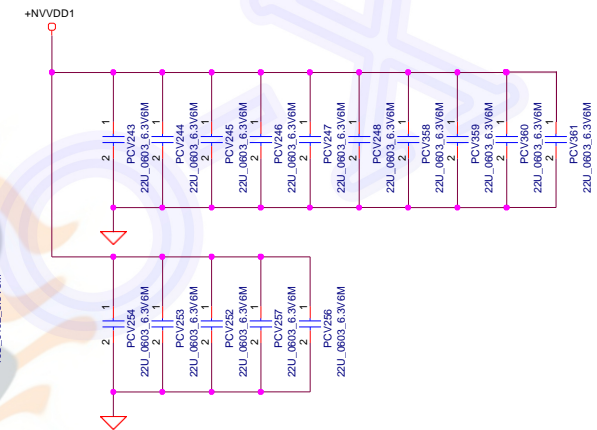 +NVVDD1
1
2
PCV243
22U_0603_6.3V6M
1
2
PCV244
22U_0603_6.3V6M
1
2
PCV245
22U_0603_6.3V6M
1
2
PCV246
22U_0603_6.3V6M
1
2
PCV247
22U_0603_6.3V6M
1
2
PCV248
22U_0603_6.3V6M
1
2
PCV358
22U_0603_6.3V6M
1
2
PCV359
22U_0603_6.3V6M
1
2
PCV360
22U_0603_6.3V6M
1
2
PCV361
22U_0603_6.3V6M
1
2
PCV254
22U_0603_6.3V6M
1
2
PCV253
22U_0603_6.3V6M
1
2
PCV252
22U_0603_6.3V6M
1
2
PCV257
22U_0603_6.3V6M
1
2
PCV256
22U_0603_6.3V6M